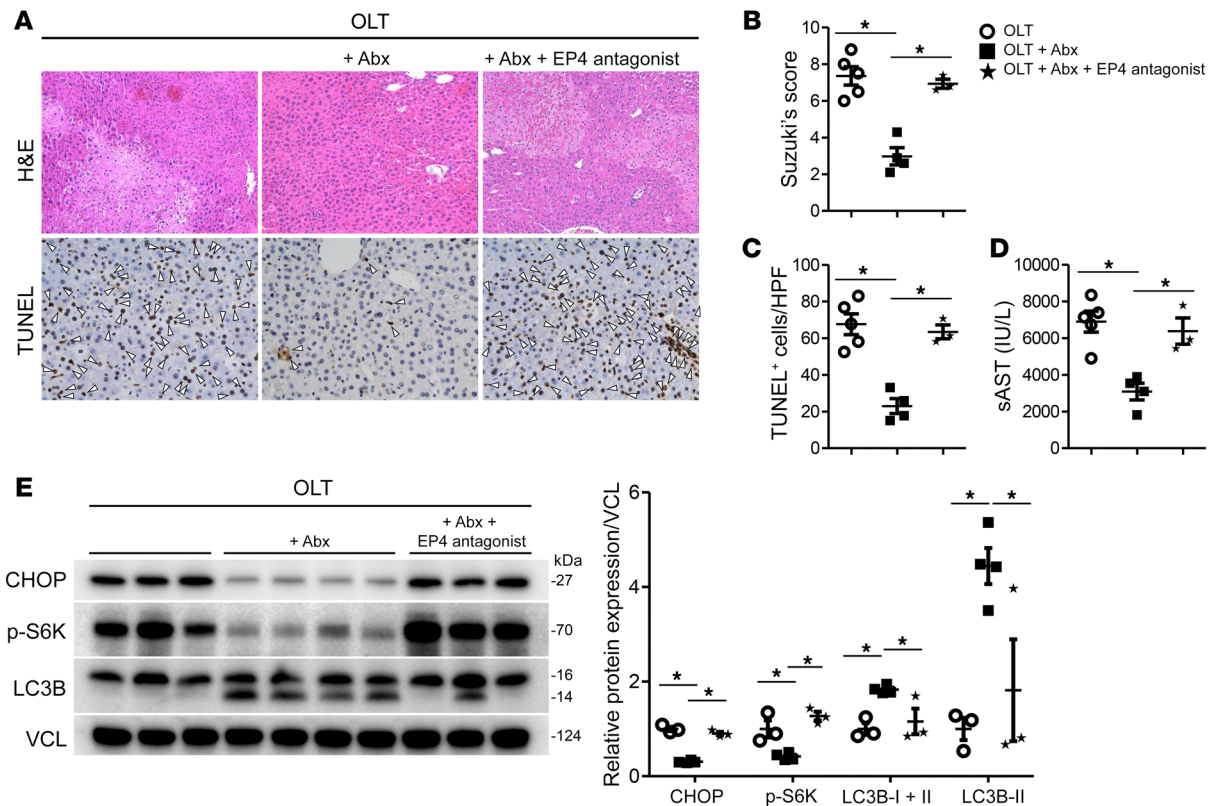 A
OLT
+ Abx
+ Abx + EP4 antagonist
H&E
TUNEL
B
Suzuki's score
10
8
6
4
2
0
*
*
OLT
OLT + Abx
OLT + Abx + EP4 antagonist
C
TUNEL+ cells/HPF
100
80
60
40
20
0
*
*
D
sAST (IU/L)
10000
8000
6000
4000
2000
0
*
*
E
OLT
+ Abx
+ Abx +
EP4 antagonist
kDa
CHOP
-27
p-S6K
-70
LC3B
-16
-14
VCL
-124
Relative protein expression/VCL
6
4
2
0
*
*
*
*
*
*
*
*
CHOP
p-S6K
LC3B-I + II
LC3B-II